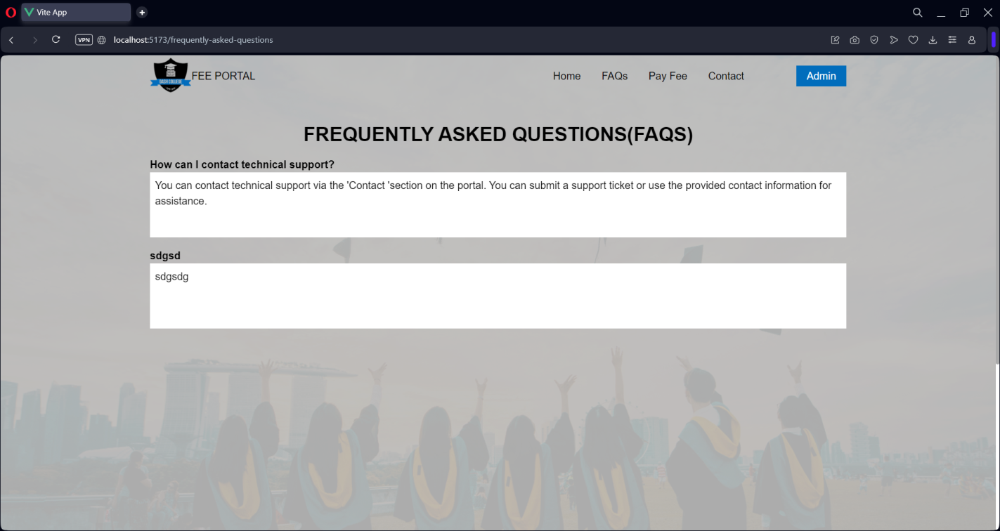 Vite App
VPN localhost:5173/frequently-asked-questions
DASH COLLEGE
FEE PORTAL
Home FAQs Pay Fee Contact Admin
FREQUENTLY ASKED QUESTIONS(FAQS)
How can I contact technical support?
You can contact technical support via the 'Contact 'section on the portal. You can submit a support ticket or use the provided contact information for
assistance.
sdgsd
sdgsdg